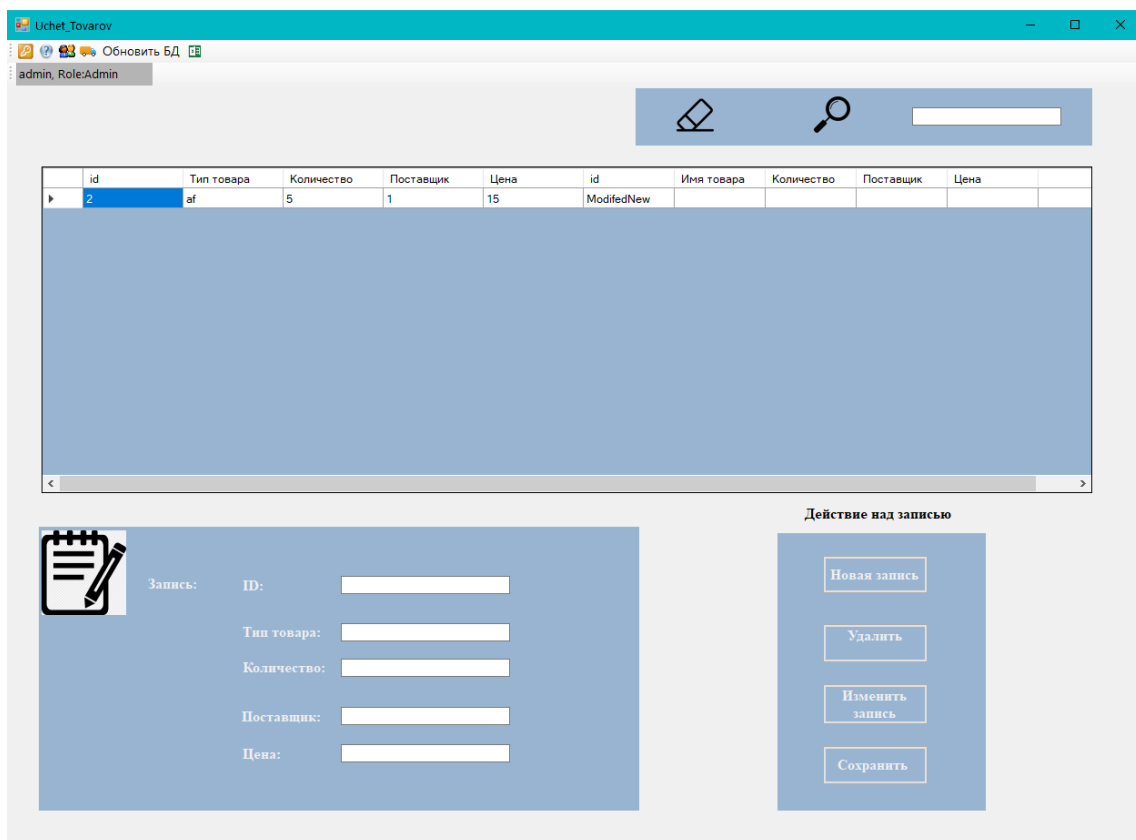 Uchet_Tovarov
Обновить БД
admin, Role:Admin
id Тип товара Количество Поставщик Цена id Имя товара Количество Поставщик Цена
2 af 5 1 15 ModifedNew
Действие над записью
Запись: ID:
Тип товара:
Количество:
Поставщик:
Цена:
Новая запись
Удалить
Изменить
запись
Сохранить